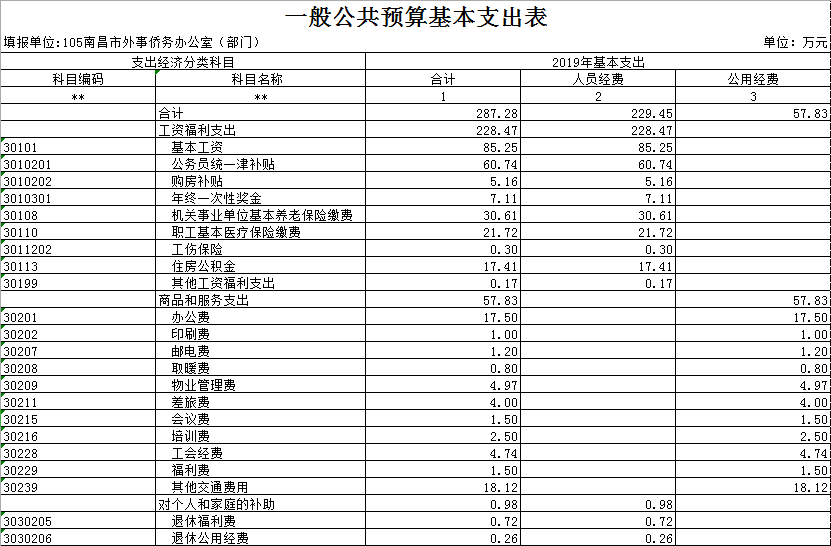 一般公共预算基本支出表
填报单位:105南昌市外事侨务办公室（部门） 单位：万元
支出经济分类科目 2019年基本支出
科目编码 科目名称 合计 人员经费 公用经费
** ** 1 2 3
合计 287.28 229.45 57.83
工资福利支出 228.47 228.47
30101 基本工资 85.25 85.25
3010201 公务员统一津补贴 60.74 60.74
3010202 购房补贴 5.16 5.16
3010301 年终一次性奖金 7.11 7.11
30108 机关事业单位基本养老保险缴费 30.61 30.61
30110 职工基本医疗保险缴费 21.72 21.72
3011202 工伤保险 0.30 0.30
30113 住房公积金 17.41 17.41
30199 其他工资福利支出 0.17 0.17
商品和服务支出 57.83 57.83
30201 办公费 17.50 17.50
30202 印刷费 1.00 1.00
30207 邮电费 1.20 1.20
30208 取暖费 0.80 0.80
30209 物业管理费 4.97 4.97
30211 差旅费 4.00 4.00
30215 会议费 1.50 1.50
30216 培训费 2.50 2.50
30228 工会经费 4.74 4.74
30229 福利费 1.50 1.50
30239 其他交通费用 18.12 18.12
对个人和家庭的补助 0.98 0.98
3030205 退休福利费 0.72 0.72
3030206 退休公用经费 0.26 0.26